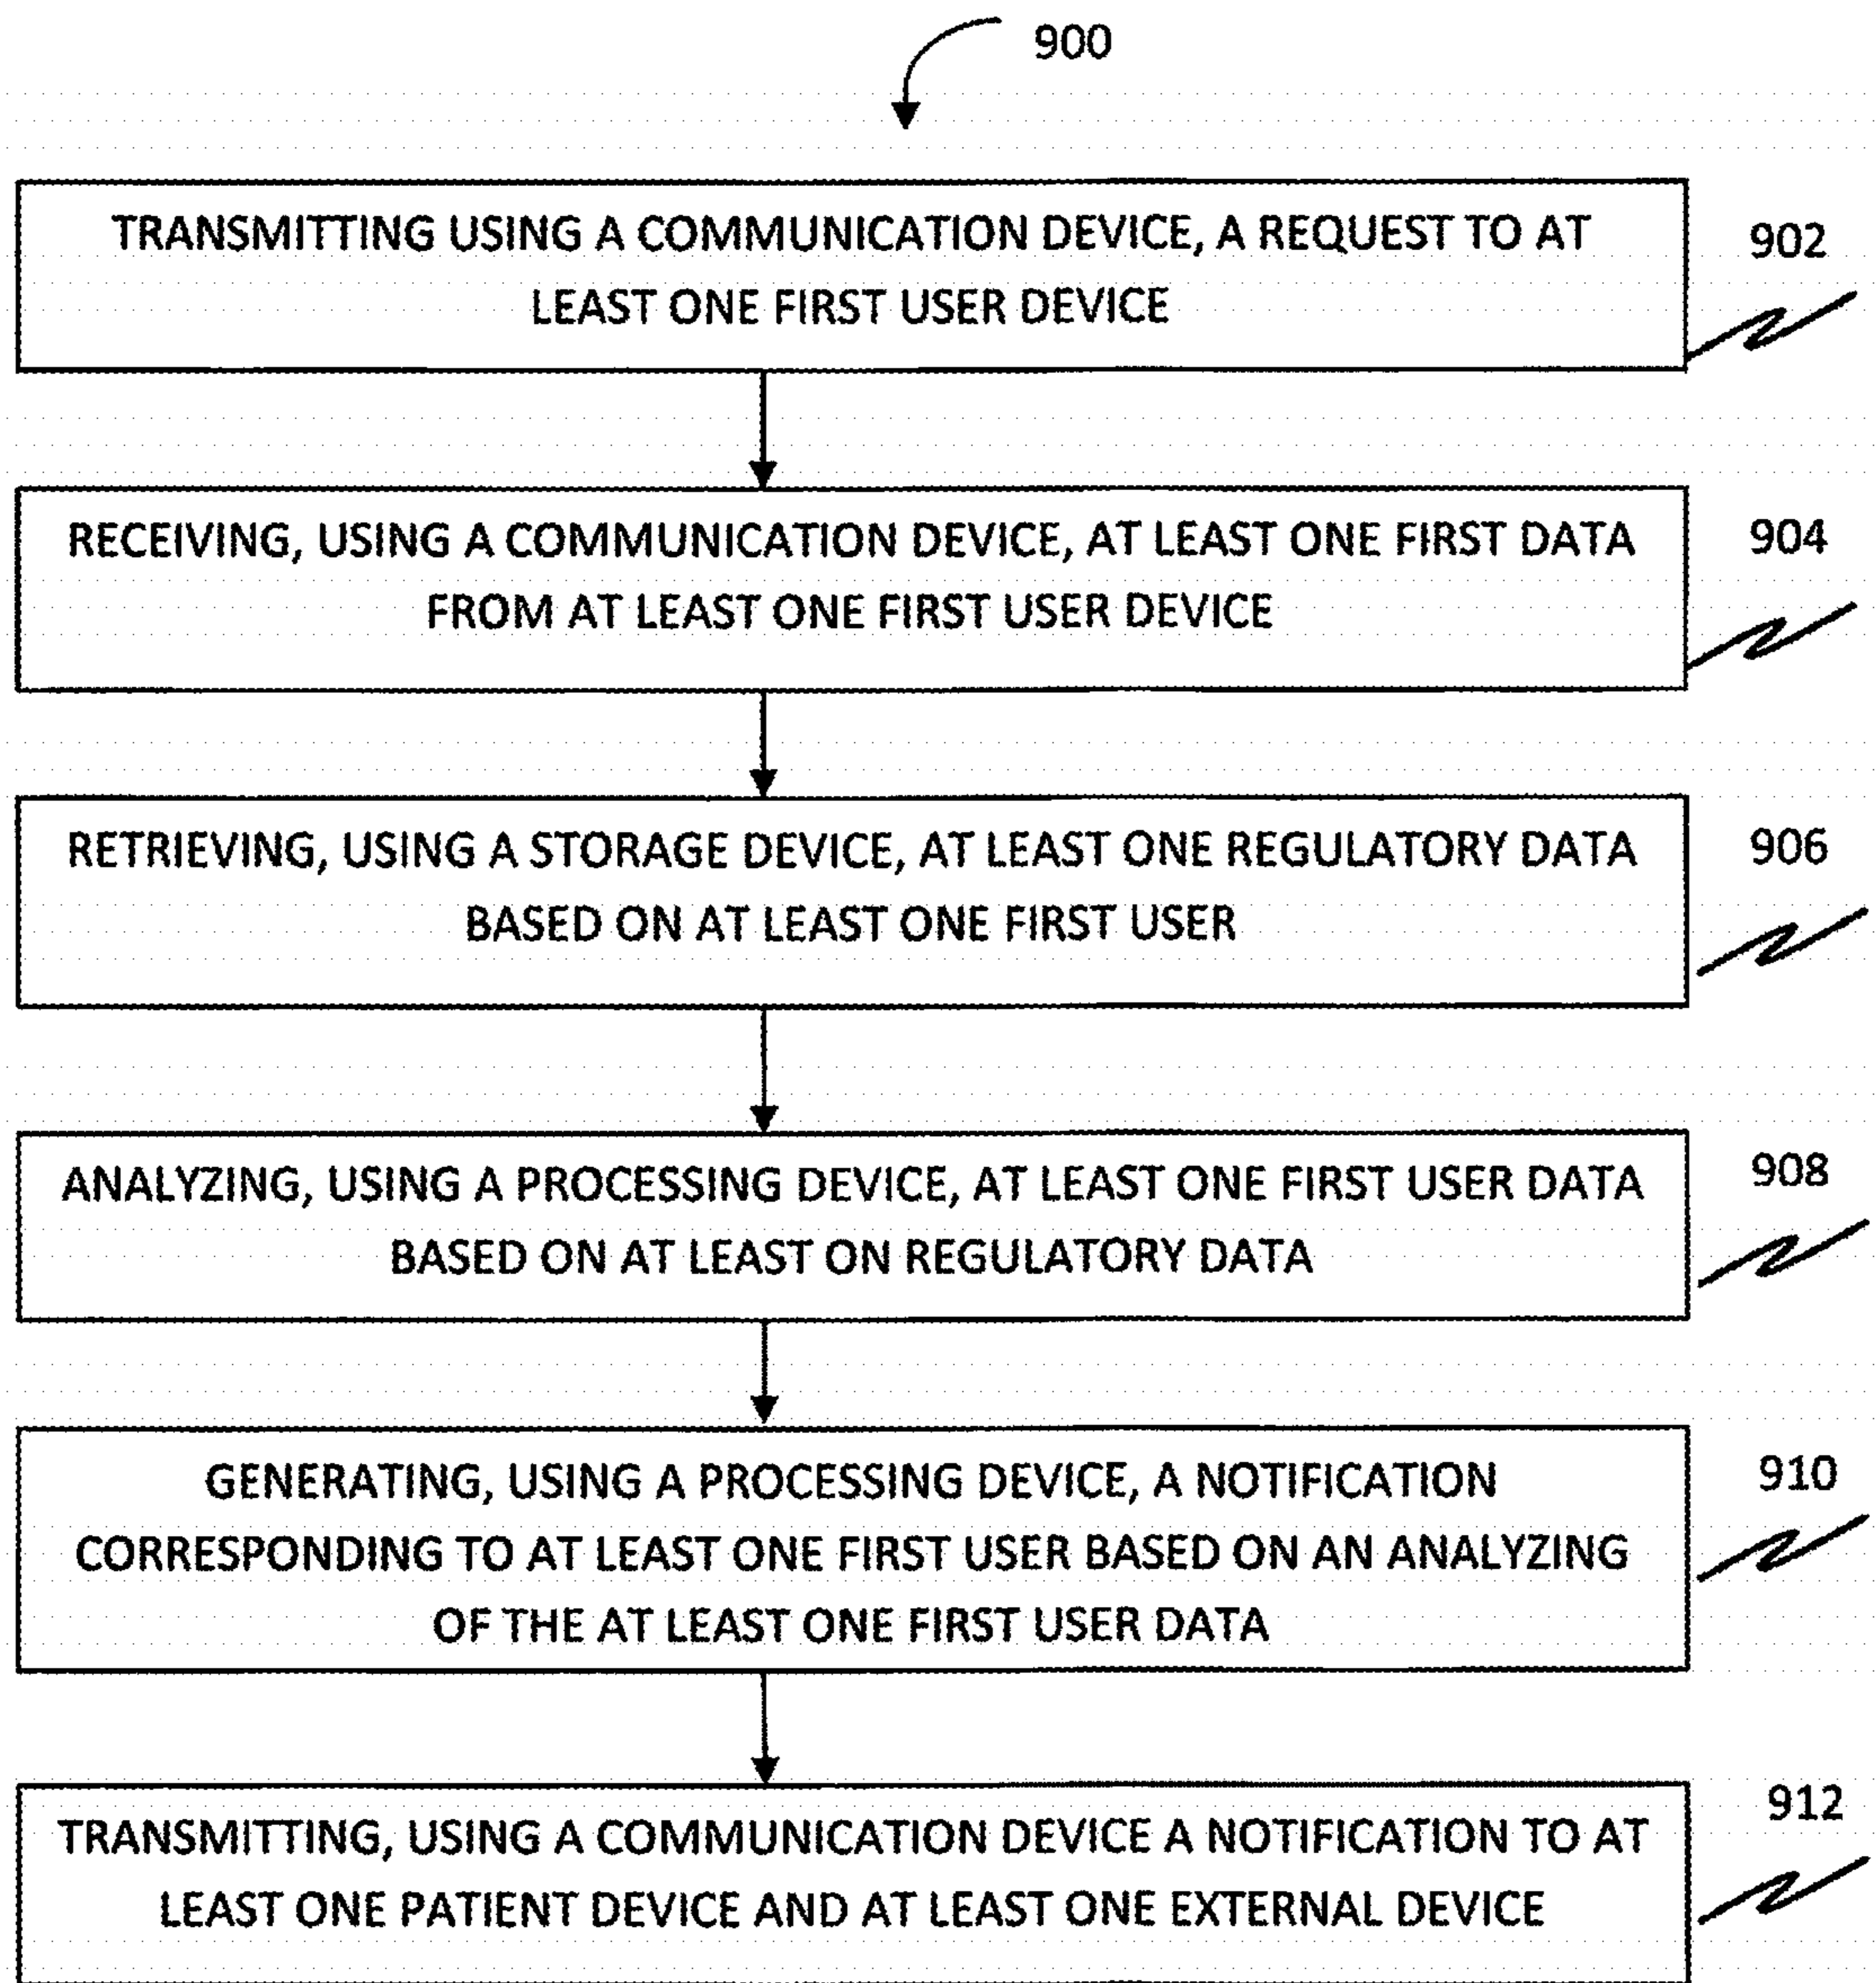 900
TRANSMITTING USING A COMMUNICATION DEVICE, A REQUEST TO AT
LEAST ONE FIRST USER DEVICE
902
RECEIVING, USING A COMMUNICATION DEVICE, AT LEAST ONE FIRST DATA
FROM AT LEAST ONE FIRST USER DEVICE
904
RETRIEVING, USING A STORAGE DEVICE, AT LEAST ONE REGULATORY DATA
BASED ON AT LEAST ONE FIRST USER
906
ANALYZING, USING A PROCESSING DEVICE, AT LEAST ONE FIRST USER DATA
BASED ON AT LEAST ON REGULATORY DATA
908
GENERATING, USING A PROCESSING DEVICE, A NOTIFICATION
CORRESPONDING TO AT LEAST ONE FIRST USER BASED ON AN ANALYZING
OF THE AT LEAST ONE FIRST USER DATA
910
TRANSMITTING, USING A COMMUNICATION DEVICE A NOTIFICATION TO AT
LEAST ONE PATIENT DEVICE AND AT LEAST ONE EXTERNAL DEVICE
912